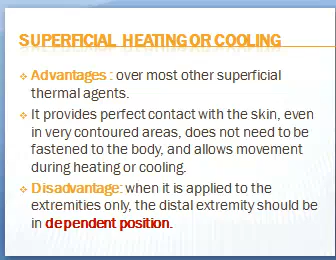 SUPERFICIAL HEATING OR COOLING
❖ Advantages : over most other superficial
thermal agents.
❖ It provides perfect contact with the skin, even
in very contoured areas, does not need to be
fastened to the body, and allows movement
during heating or cooling.
❖ Disadvantage: when it is applied to the
extremities only, the distal extremity should be
in dependent position.